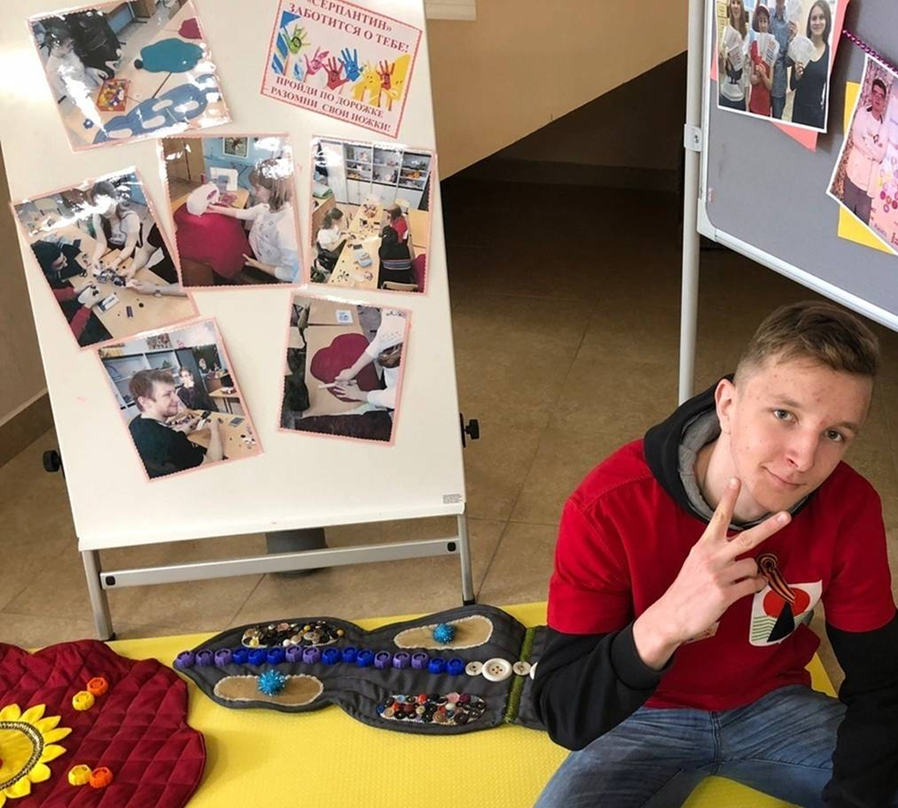 «СЕРПАНТИН»
ЗАБОТИТСЯ О ТЕБЕ!
ПРОЙДИ ПО ДОРОЖКЕ
РАЗОМНИ СВОИ НОЖКИ!